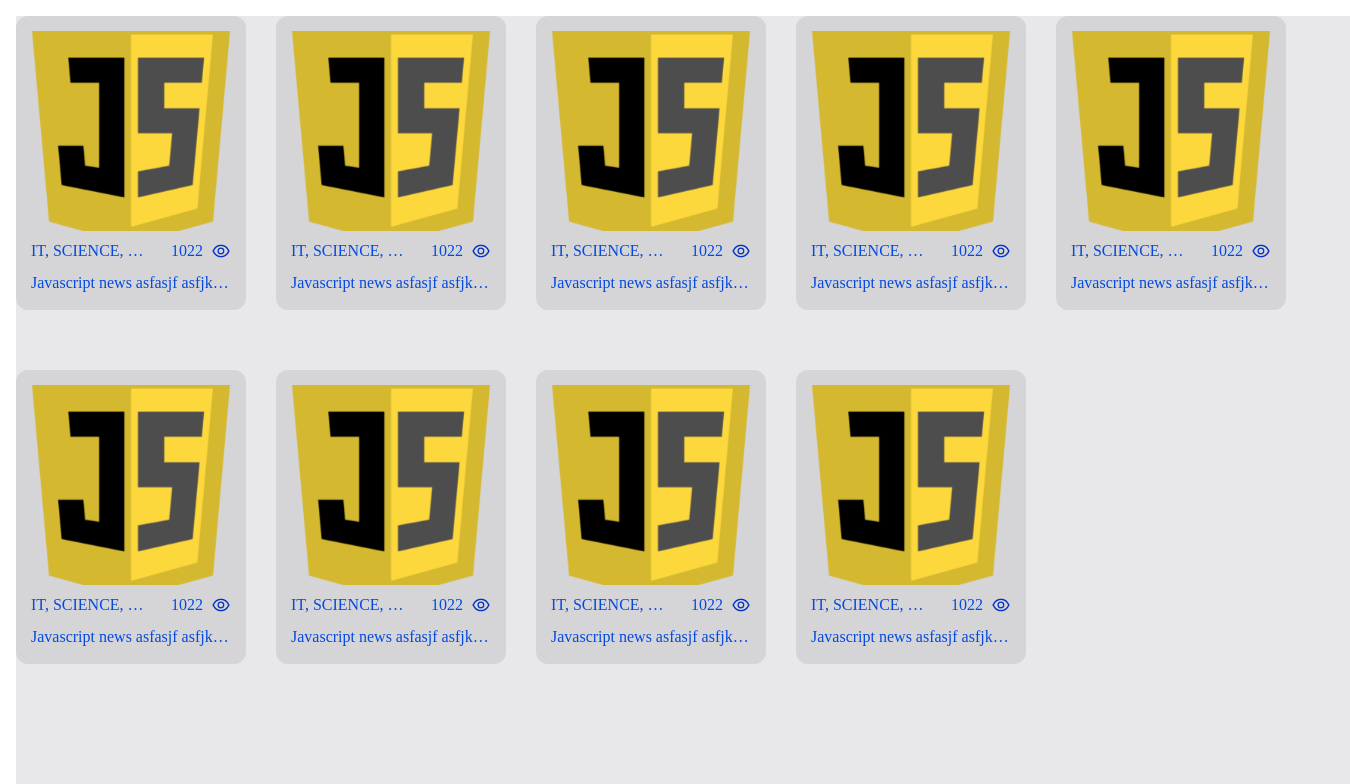 JS JS JS JS JS
IT, SCIENCE, … 1022 IT, SCIENCE, … 1022 IT, SCIENCE, … 1022 IT, SCIENCE, … 1022 IT, SCIENCE, … 1022
Javascript news asfasjf asfjk… Javascript news asfasjf asfjk… Javascript news asfasjf asfjk… Javascript news asfasjf asfjk… Javascript news asfasjf asfjk…
JS JS JS JS
IT, SCIENCE, … 1022 IT, SCIENCE, … 1022 IT, SCIENCE, … 1022 IT, SCIENCE, … 1022
Javascript news asfasjf asfjk… Javascript news asfasjf asfjk… Javascript news asfasjf asfjk… Javascript news asfasjf asfjk…